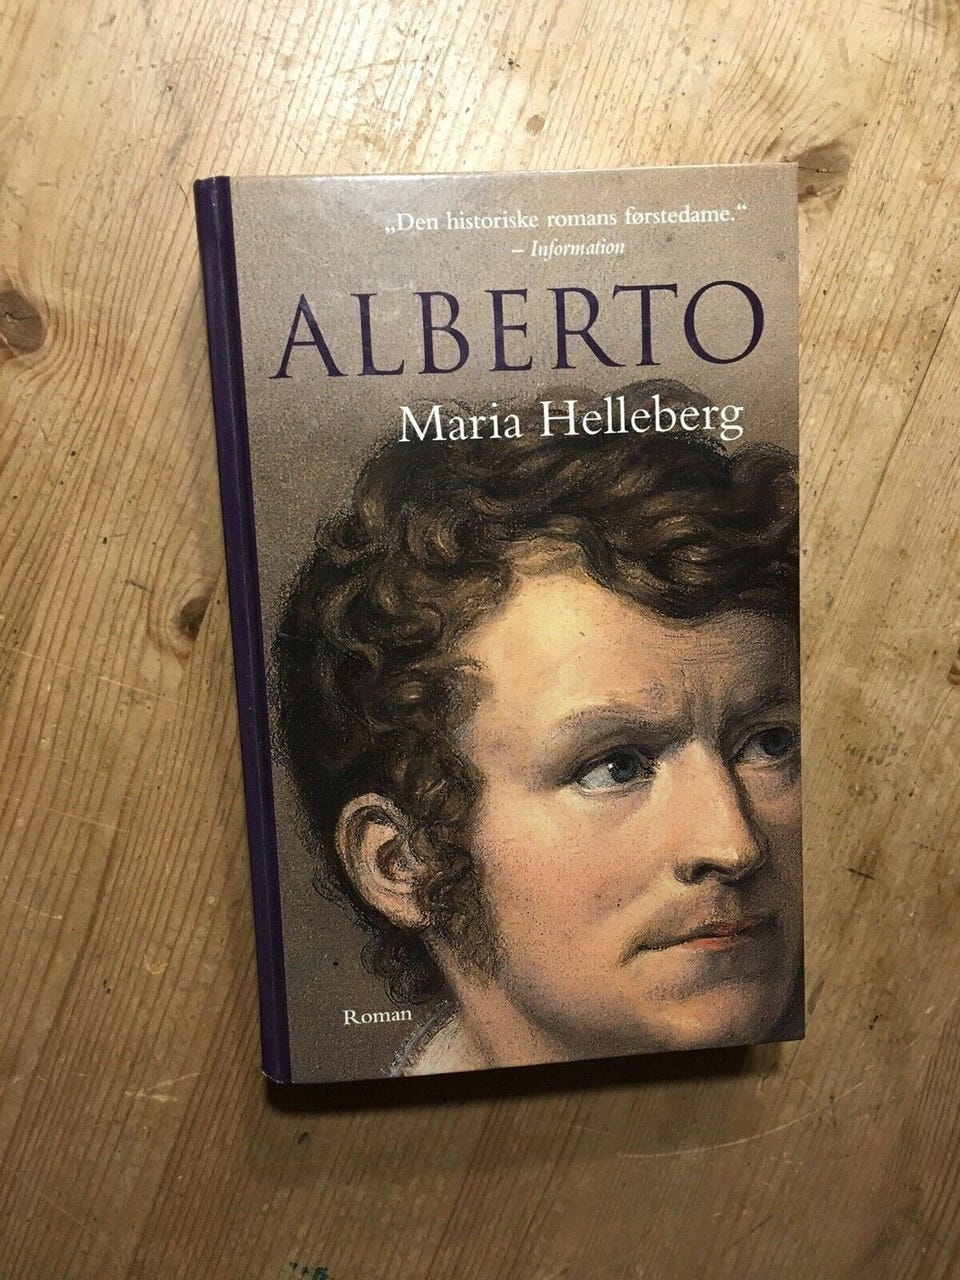 „Den historiske romans førstedame.“
– Information
ALBERTO
Maria Helleberg
Roman